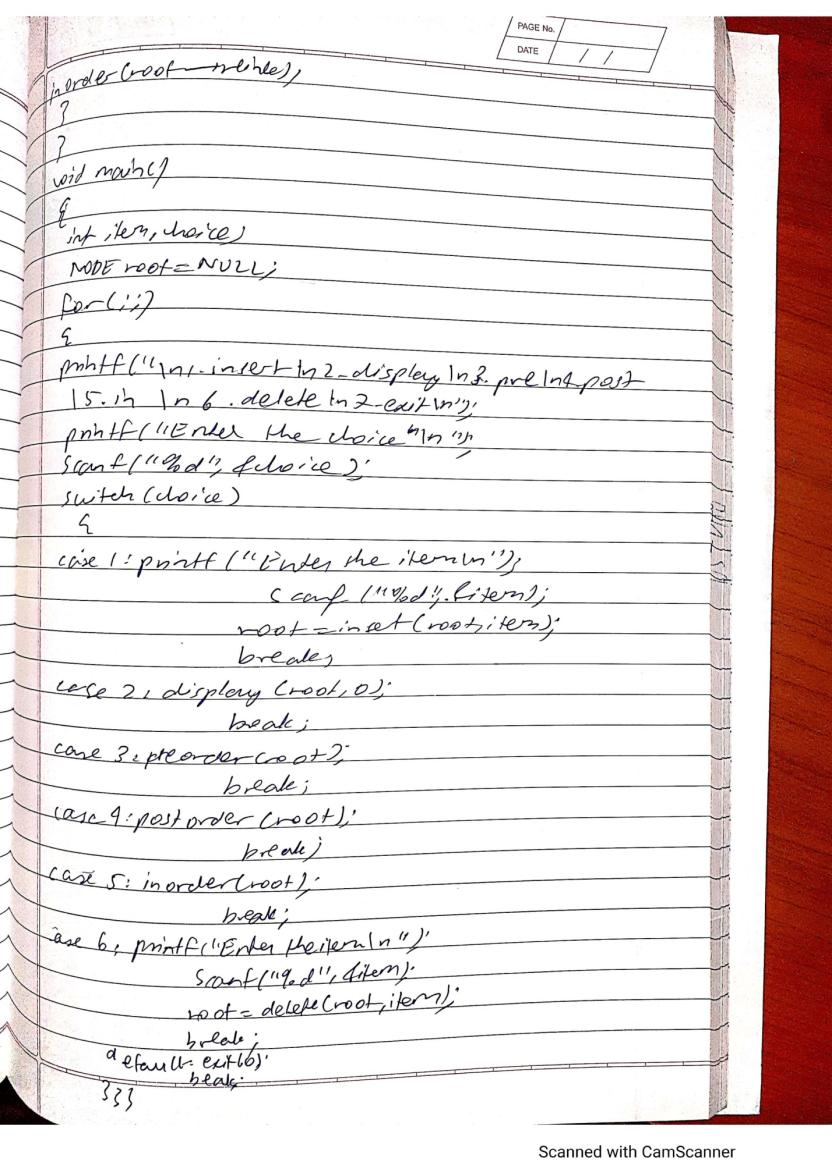 PAGE No.
DATE / /
inorder(root→rlink);
}
}
void main()
{
int item, choice;
NODE root = NULL;
for(;;)
{
printf("\n1.insert\n2.display\n3.pre\n4.post
\5.in \n6.delete\n7.exit\n");
printf("Enter the choice"\n");
scanf("%d", &choice);
switch(choice)
{
case 1: printf("Enter the item\n");
scanf("%d", &item);
root = inset(root, item);
break;
case 2: display(root, 0);
beak;
case 3: preorder(root);
break;
case 4: postorder(root);
break;
case 5: inorder(root);
break;
ase 6: printf("Enter the item\n");
scanf("%d", &item);
root = delete(root, item);
break;
default: exit(0);
beak;
}}}
Scanned with CamScanner